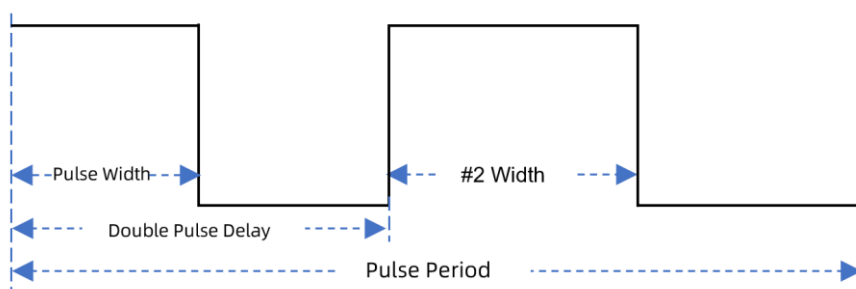 Pulse Width
#2 Width
Double Pulse Delay
Pulse Period